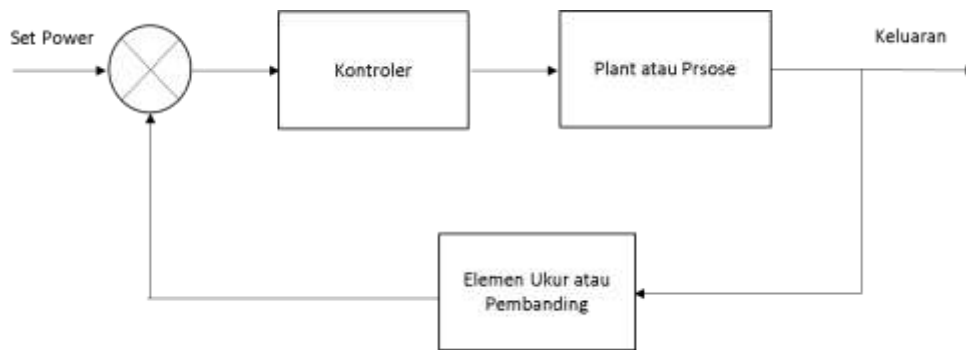 Set Power
Keluaran
Kontroler
Plant atau Prsose
Elemen Ukur atau
Pembanding